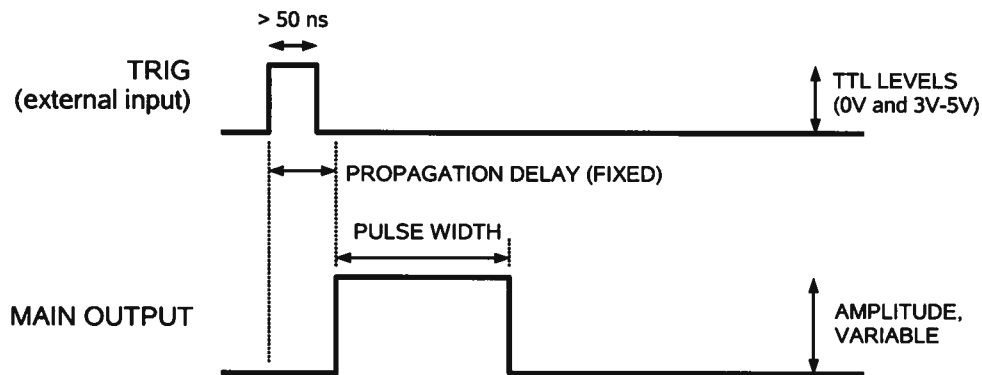 > 50 ns
TRIG
(external input)
TTL LEVELS
(0V and 3V-5V)
PROPAGATION DELAY (FIXED)
PULSE WIDTH
MAIN OUTPUT
AMPLITUDE,
VARIABLE